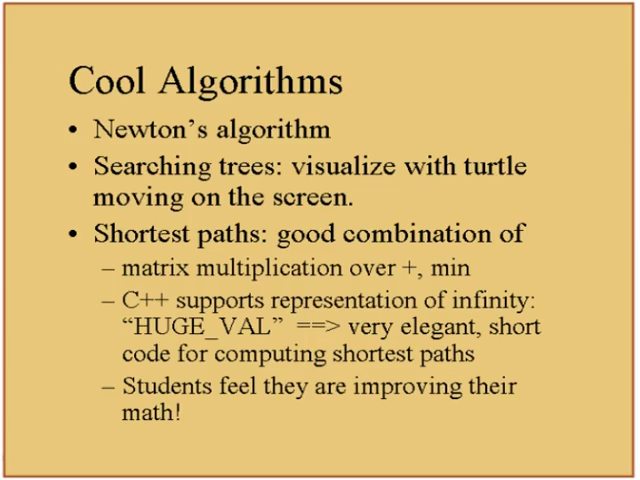 Cool Algorithms
• Newton's algorithm
• Searching trees: visualize with turtle
moving on the screen.
• Shortest paths: good combination of
– matrix multiplication over +, min
– C++ supports representation of infinity:
“HUGE_VAL” ==> very elegant, short
code for computing shortest paths
– Students feel they are improving their
math!